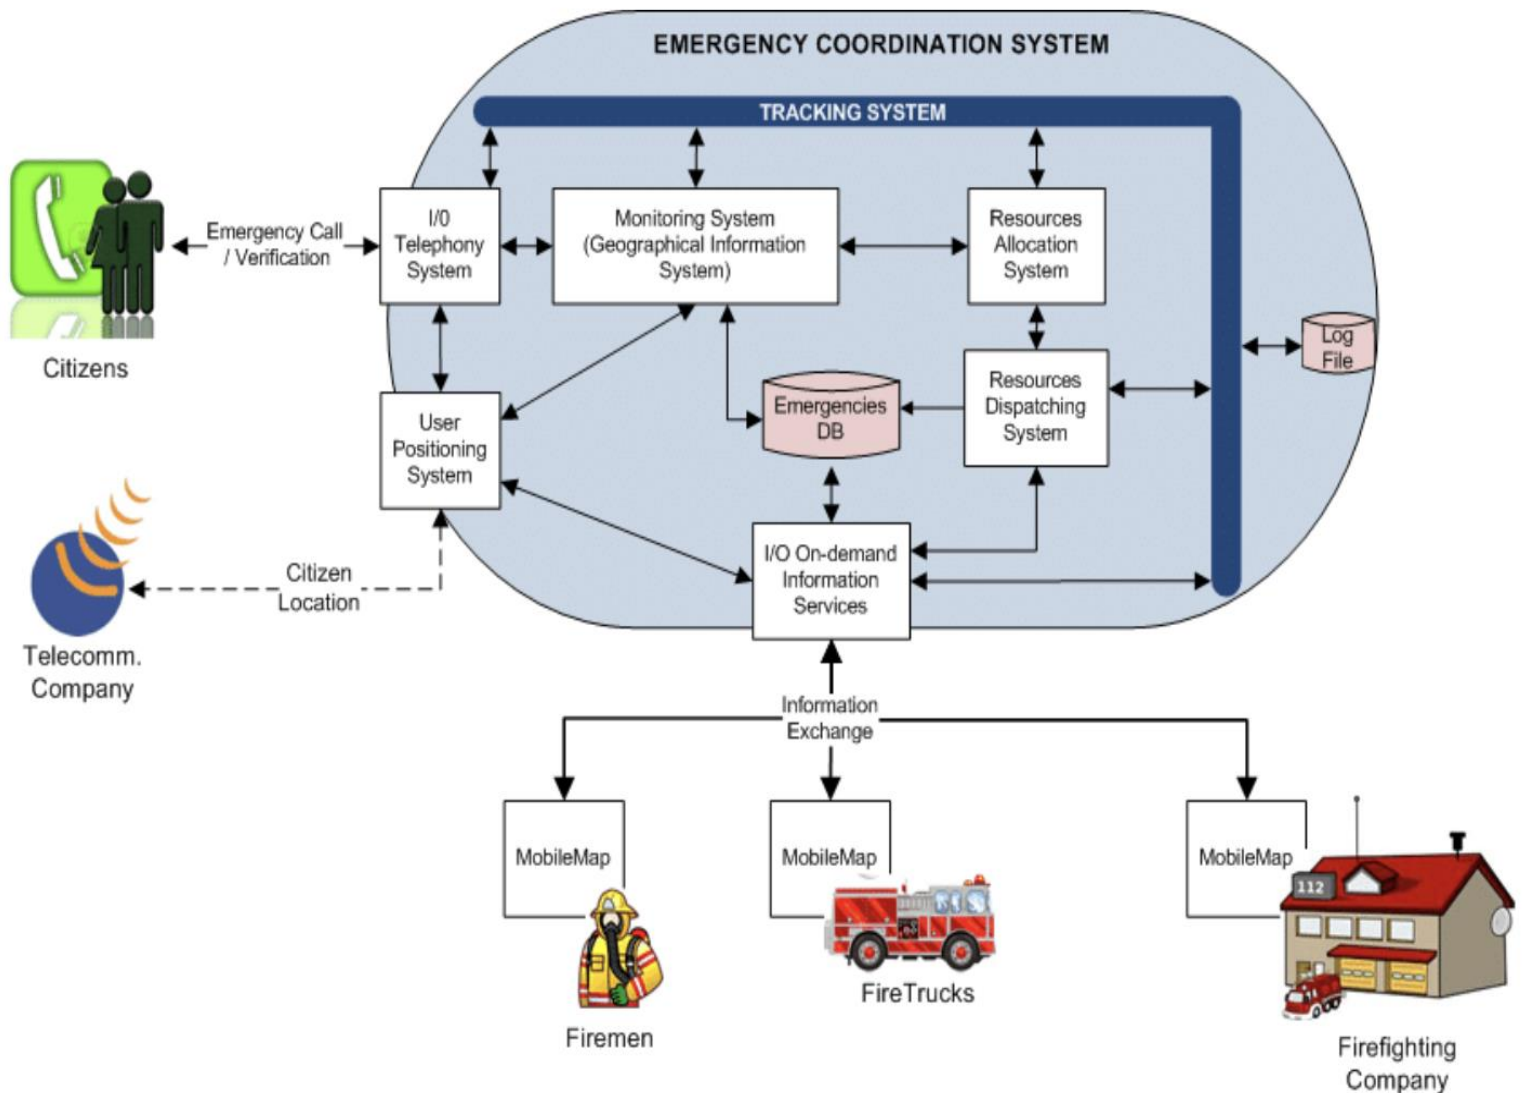 EMERGENCY COORDINATION SYSTEM
TRACKING SYSTEM
Emergency Call
/ Verification
I/0
Telephony
System
Monitoring System
(Geographical Information
System)
Resources
Allocation
System
Citizens
Log
File
User
Positioning
System
Emergencies
DB
Resources
Dispatching
System
Citizen
Location
I/O On-demand
Information
Services
Telecomm.
Company
Information
Exchange
MobileMap
MobileMap
MobileMap
112
Firemen
FireTrucks
Firefighting
Company